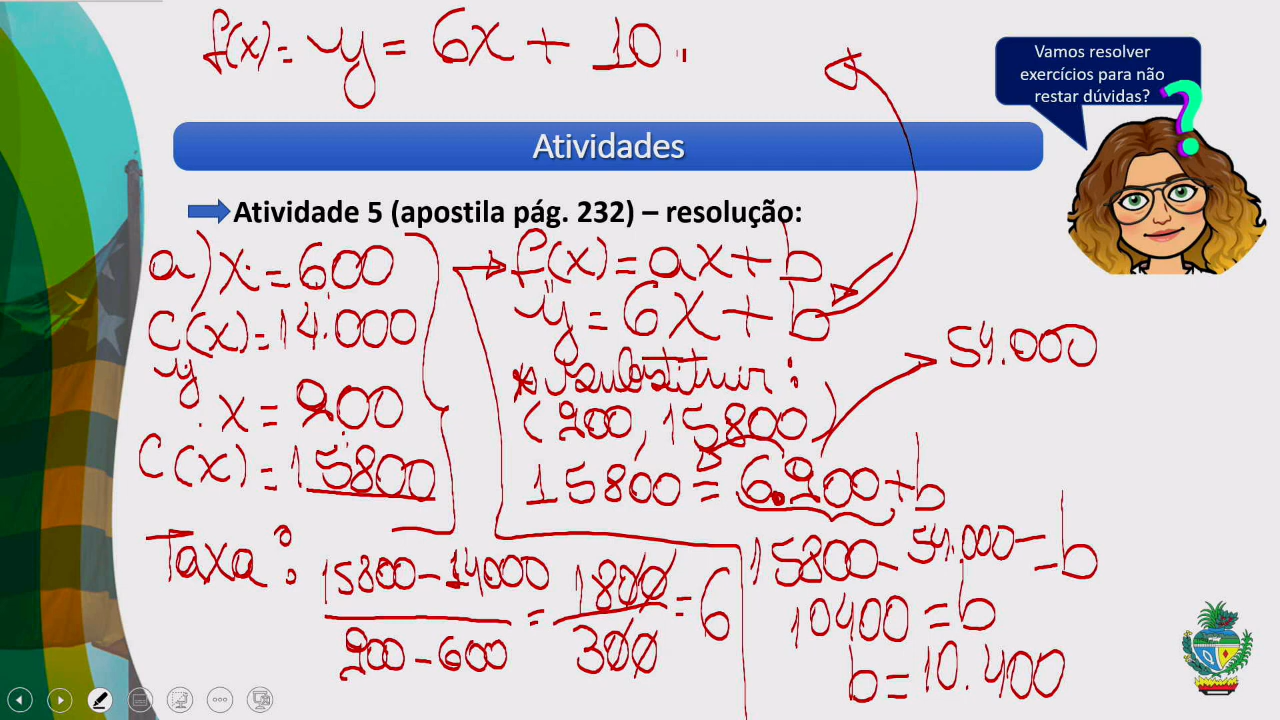 f(x) = y = 6x + 10.
Vamos resolver
exercícios para não
restar dúvidas?
Atividades
Atividade 5 (apostila pág. 232) – resolução:
a) x = 600
C(x) = 14.000
y
x = 900
C(x) = 15800
Taxa:
15800 - 14000 / 900 - 600 = 1800 / 300 = 6
f(x) = ax + b
y = 6x + b
* substituir:
(900, 15800)
15800 = 6.900 + b
54.000
15800 - 54.000 = b
10400 = b
b = 10.400